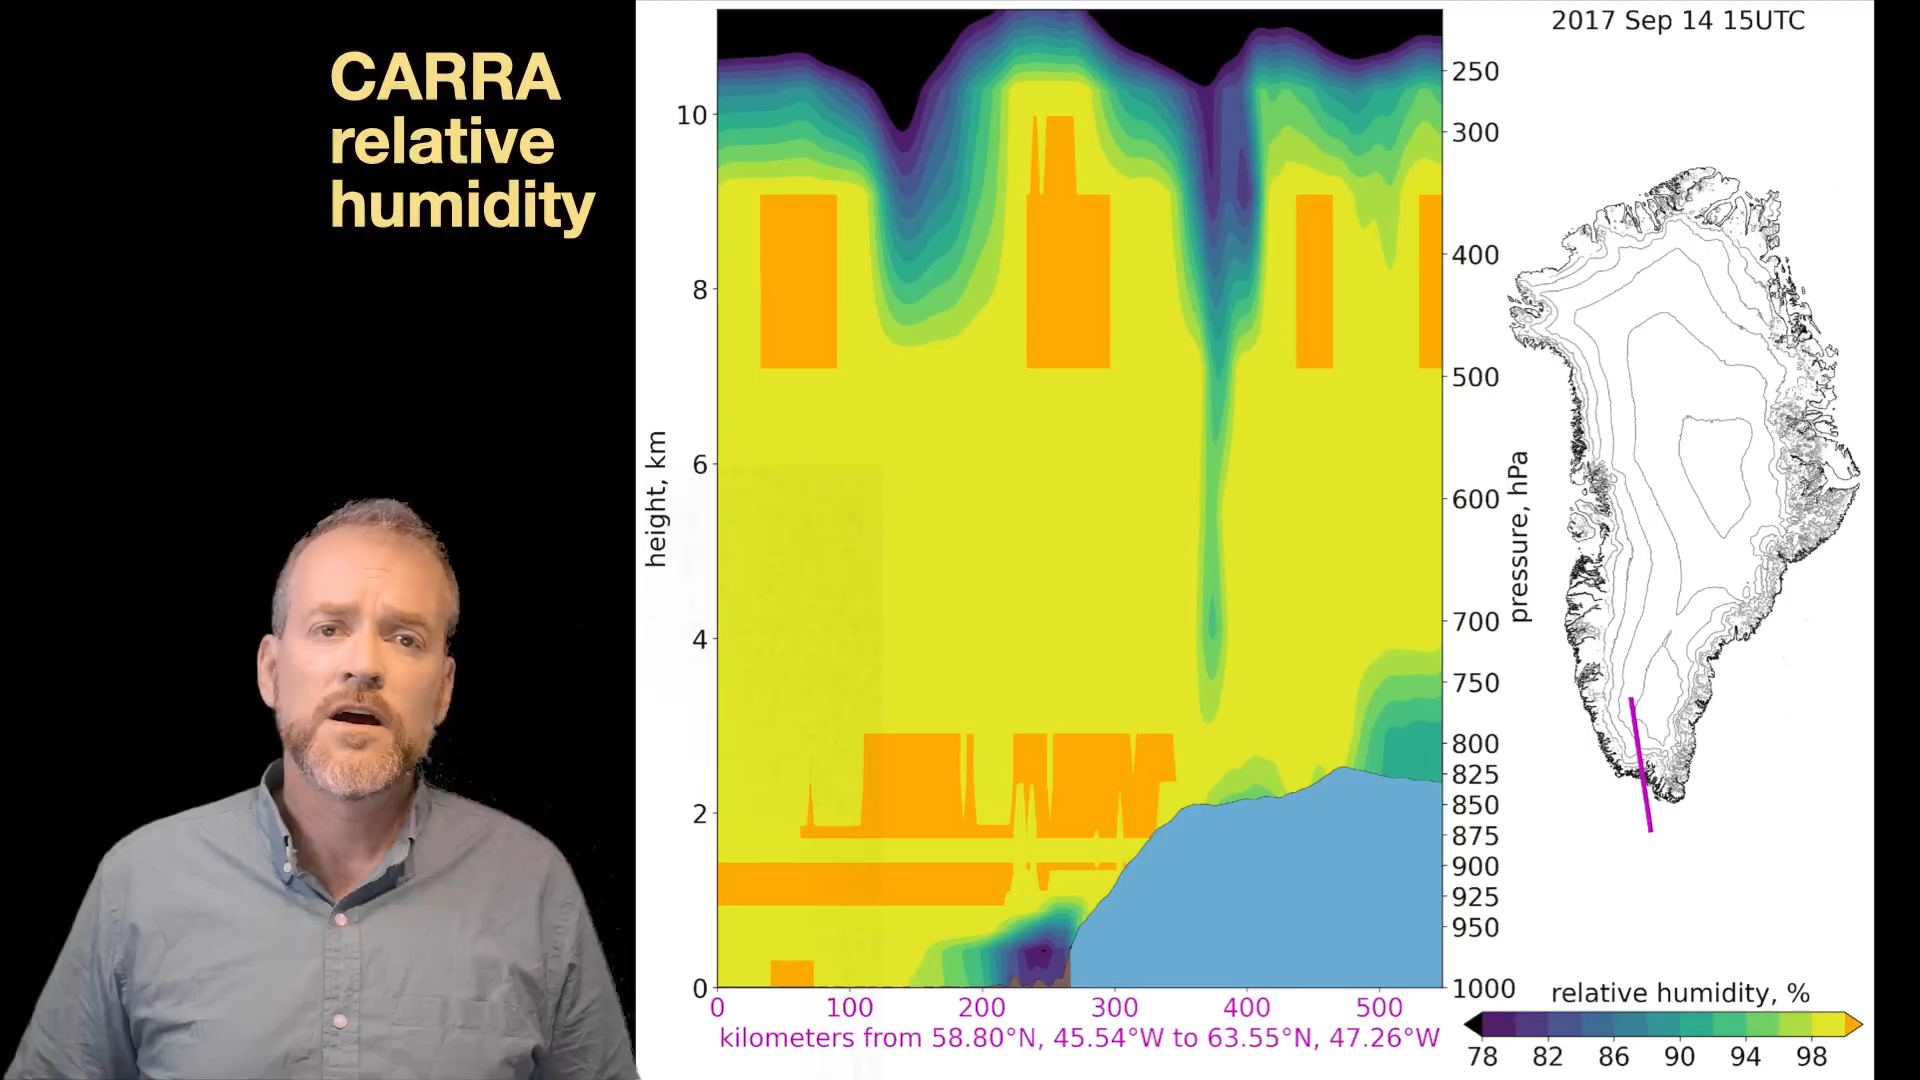 CARRA
relative
humidity
2017 Sep 14 15UTC
height, km
10
8
6
4
2
0
250
300
400
500
600
700
750
800
825
850
875
900
925
950
1000
pressure, hPa
0 100 200 300 400 500
kilometers from 58.80°N, 45.54°W to 63.55°N, 47.26°W
relative humidity, %
78 82 86 90 94 98